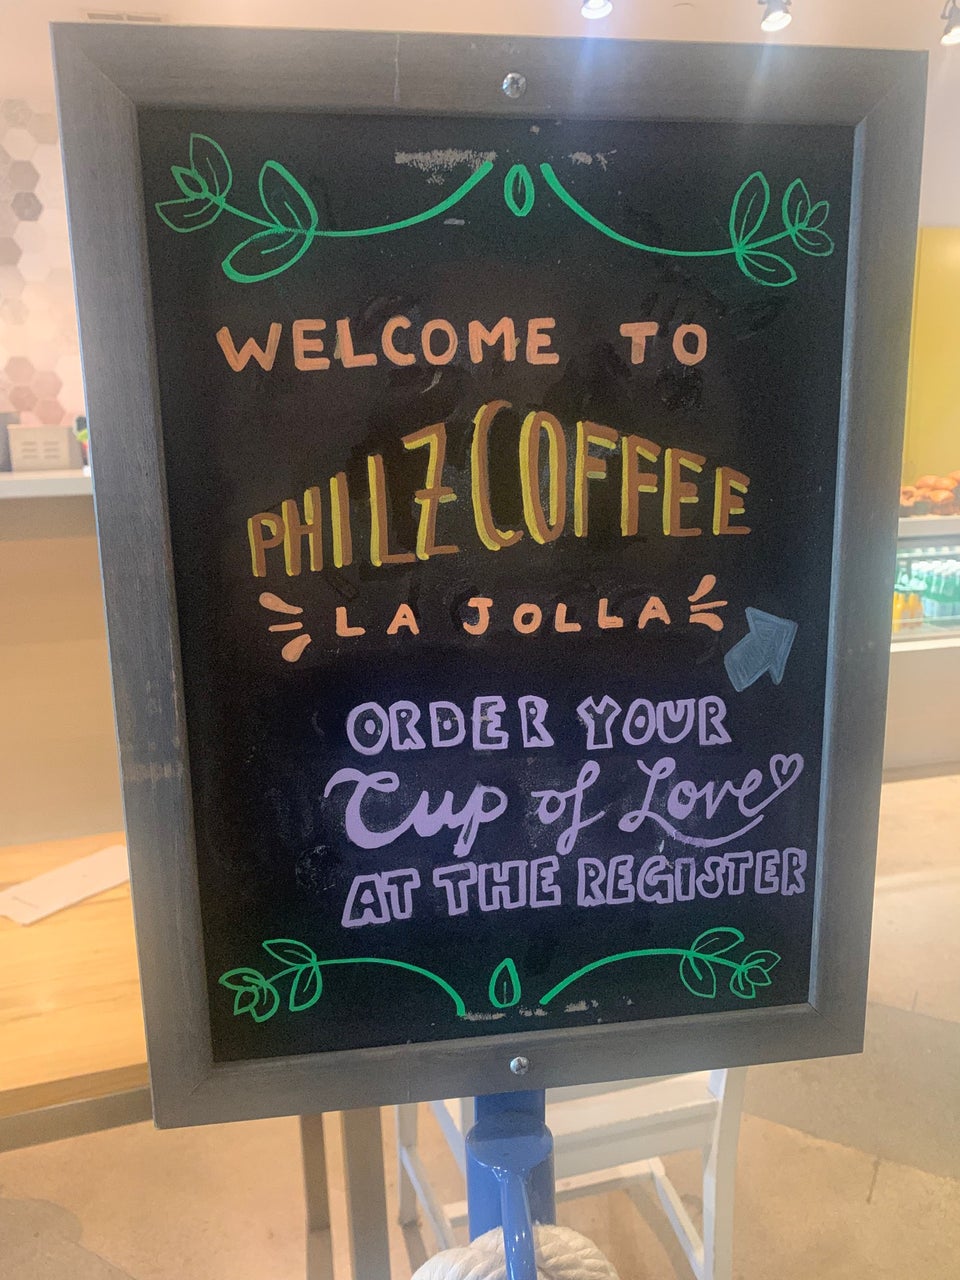 WELCOME TO
PHILZ COFFEE
LA JOLLA
ORDER YOUR
Cup of Love
AT THE REGISTER